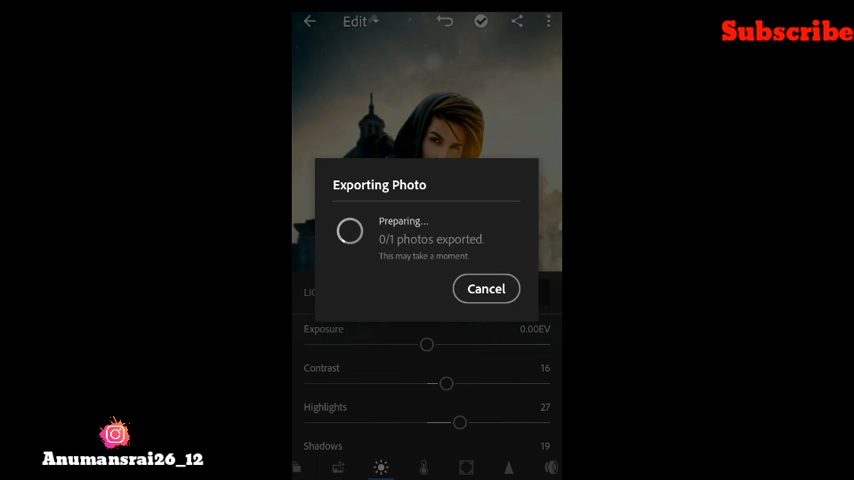 Edit
Subscribe
Exporting Photo
Preparing...
0/1 photos exported.
This may take a moment.
Cancel
Exposure
0.00EV
Contrast
16
Highlights
27
Shadows
19
Anumansrai26_12